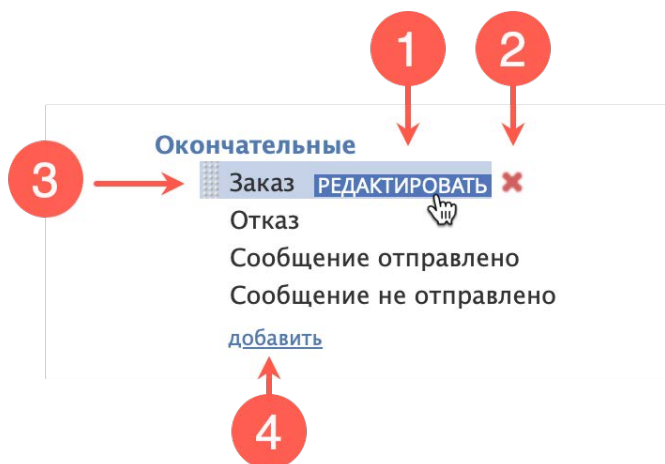 1 2
Окончательные
3 Заказ РЕДАКТИРОВАТЬ
Отказ
Сообщение отправлено
Сообщение не отправлено
добавить
4